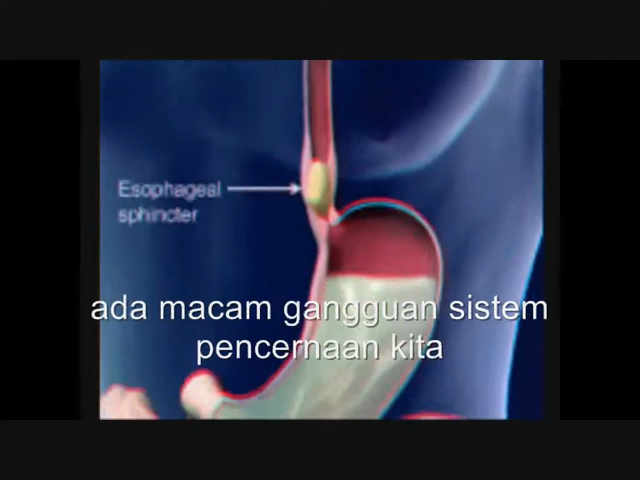 Esophageal
sphincter
ada macam gangguan sistem
pencernaan kita